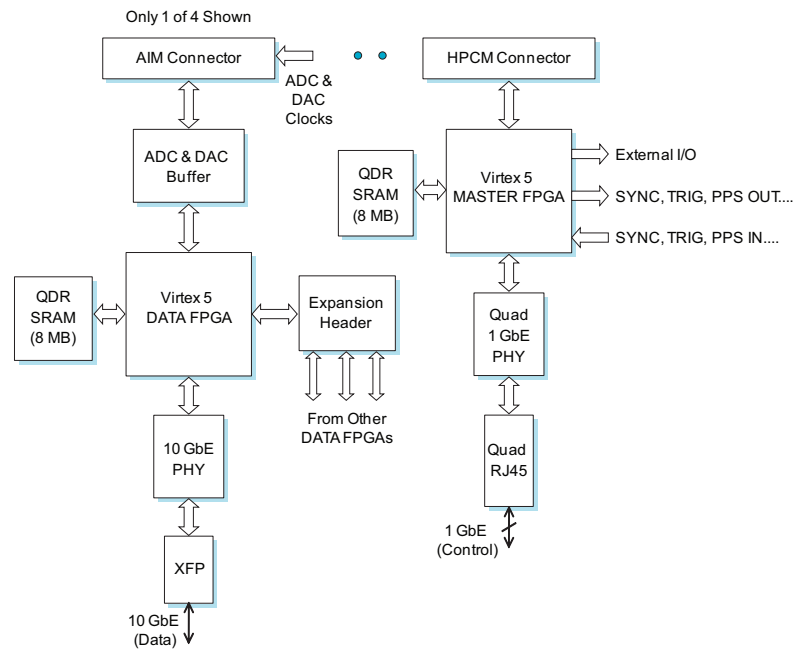 Only 1 of 4 Shown
AIM Connector
ADC &
DAC
Clocks
HPCM Connector
ADC & DAC
Buffer
QDR
SRAM
(8 MB)
Virtex 5
MASTER FPGA
External I/O
SYNC, TRIG, PPS OUT....
SYNC, TRIG, PPS IN....
QDR
SRAM
(8 MB)
Virtex 5
DATA FPGA
Expansion
Header
Quad
1 GbE
PHY
From Other
DATA FPGAs
10 GbE
PHY
Quad
RJ45
1 GbE
(Control)
XFP
10 GbE
(Data)